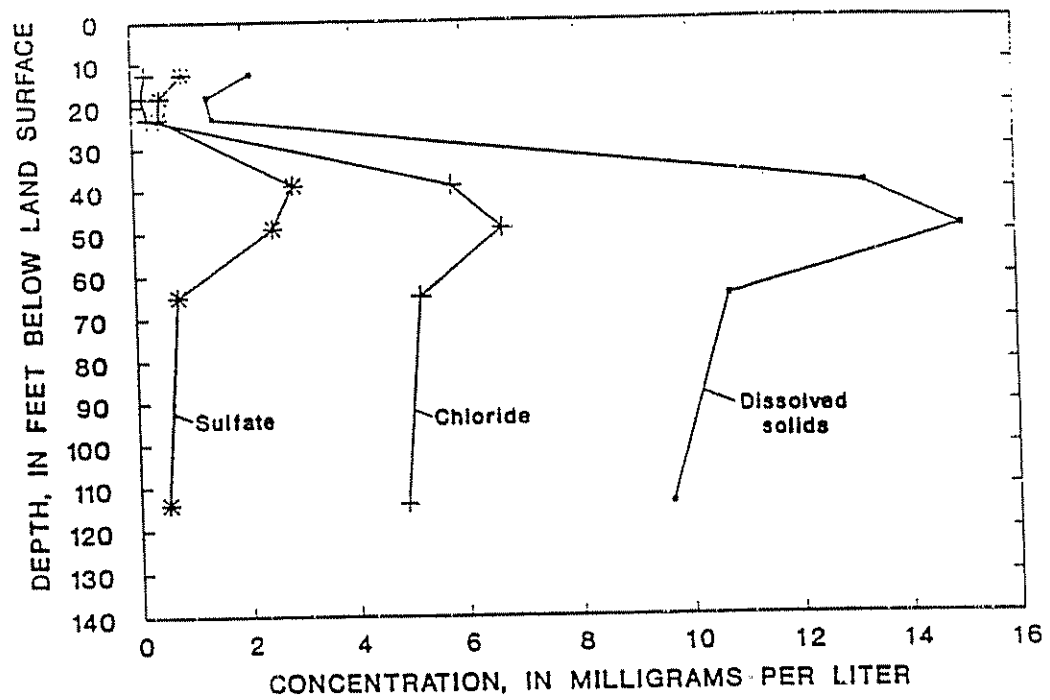 DEPTH, IN FEET BELOW LAND SURFACE
0
10
20
30
40
50
60
70
80
90
100
110
120
130
140
Sulfate
Chloride
Dissolved
solids
0 2 4 6 8 10 12 14 16
CONCENTRATION, IN MILLIGRAMS PER LITER